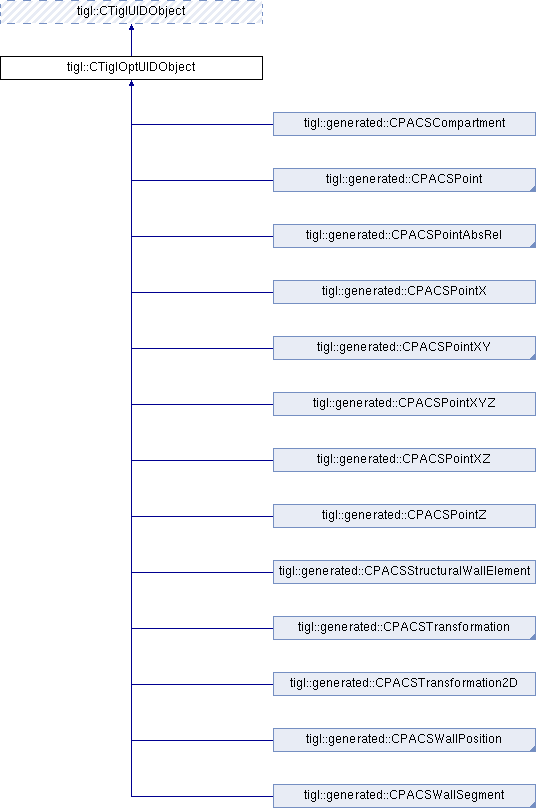 tigl::CTiglUIDObject
tigl::CTiglOptUIDObject
tigl::generated::CPACSCompartment
tigl::generated::CPACSPoint
tigl::generated::CPACSPointAbsRel
tigl::generated::CPACSPointX
tigl::generated::CPACSPointXY
tigl::generated::CPACSPointXYZ
tigl::generated::CPACSPointXZ
tigl::generated::CPACSPointZ
tigl::generated::CPACSStructuralWallElement
tigl::generated::CPACSTransformation
tigl::generated::CPACSTransformation2D
tigl::generated::CPACSWallPosition
tigl::generated::CPACSWallSegment